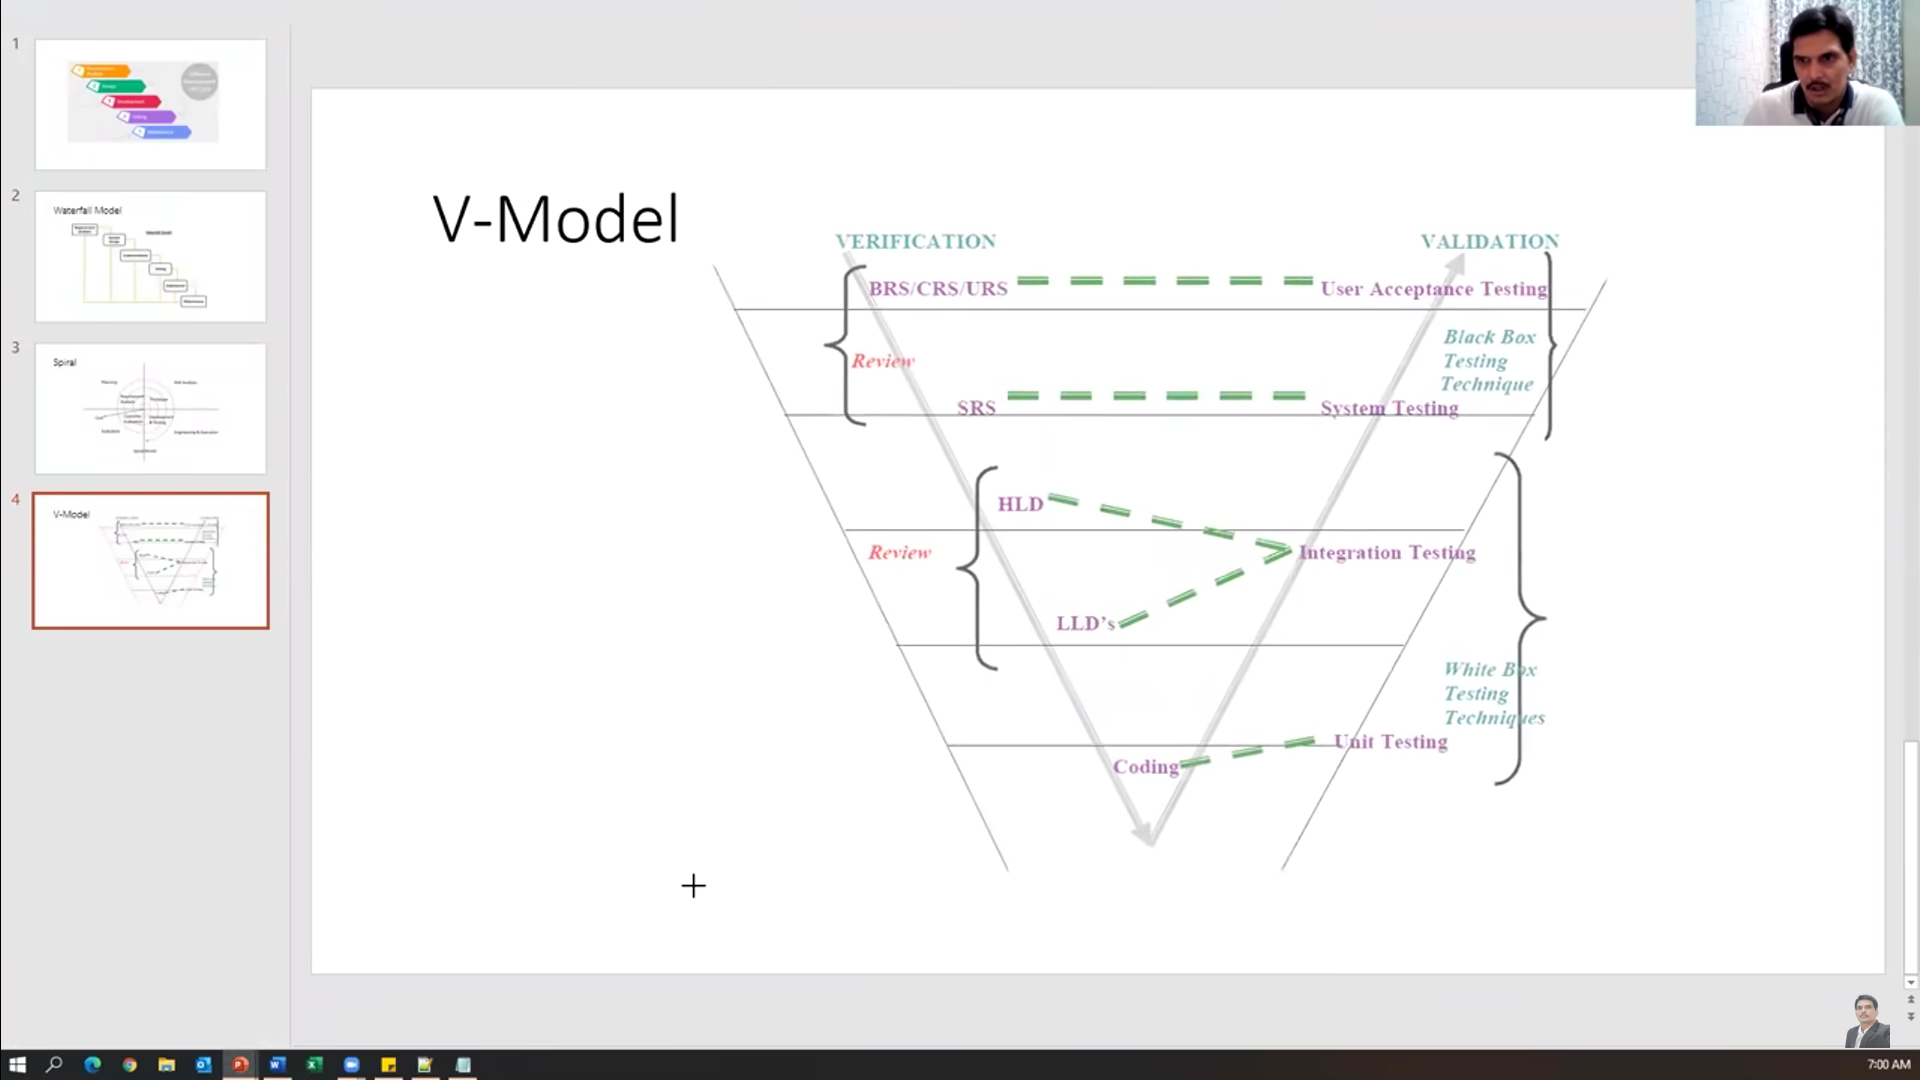 1
2
Waterfall Model
3
Spiral
4
V-Model
V-Model
VERIFICATION
VALIDATION
BRS/CRS/URS
User Acceptance Testing
Black Box
Testing
Technique
Review
SRS
System Testing
HLD
Review
Integration Testing
LLD's
White Box
Testing
Techniques
Unit Testing
Coding
7:00 AM